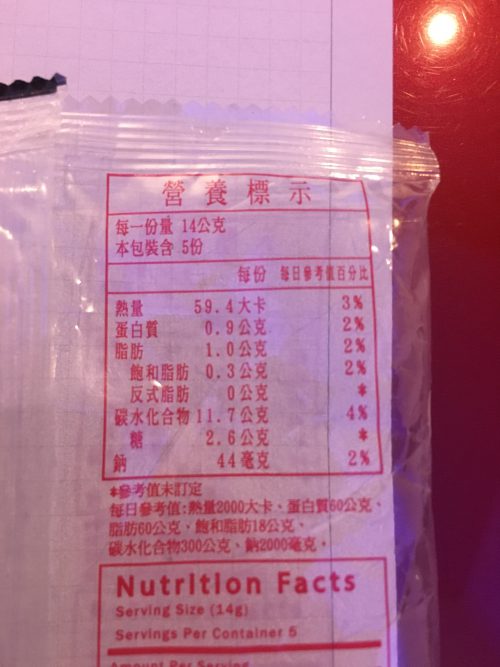 營養標示
每一份量 14公克
本包裝含 5份
每份 每日參考值百分比
熱量 59.4大卡 3%
蛋白質 0.9公克 2%
脂肪 1.0公克 2%
飽和脂肪 0.3公克 2%
反式脂肪 0公克 *
碳水化合物 11.7公克 4%
糖 2.6公克 *
鈉 44毫克 2%
*參考值未訂定
每日參考值:熱量2000大卡、蛋白質60公克、
脂肪60公克、飽和脂肪18公克、
碳水化合物300公克、鈉2000毫克。
Nutrition Facts
Serving Size (14g)
Servings Per Container 5
Amount Per Serving